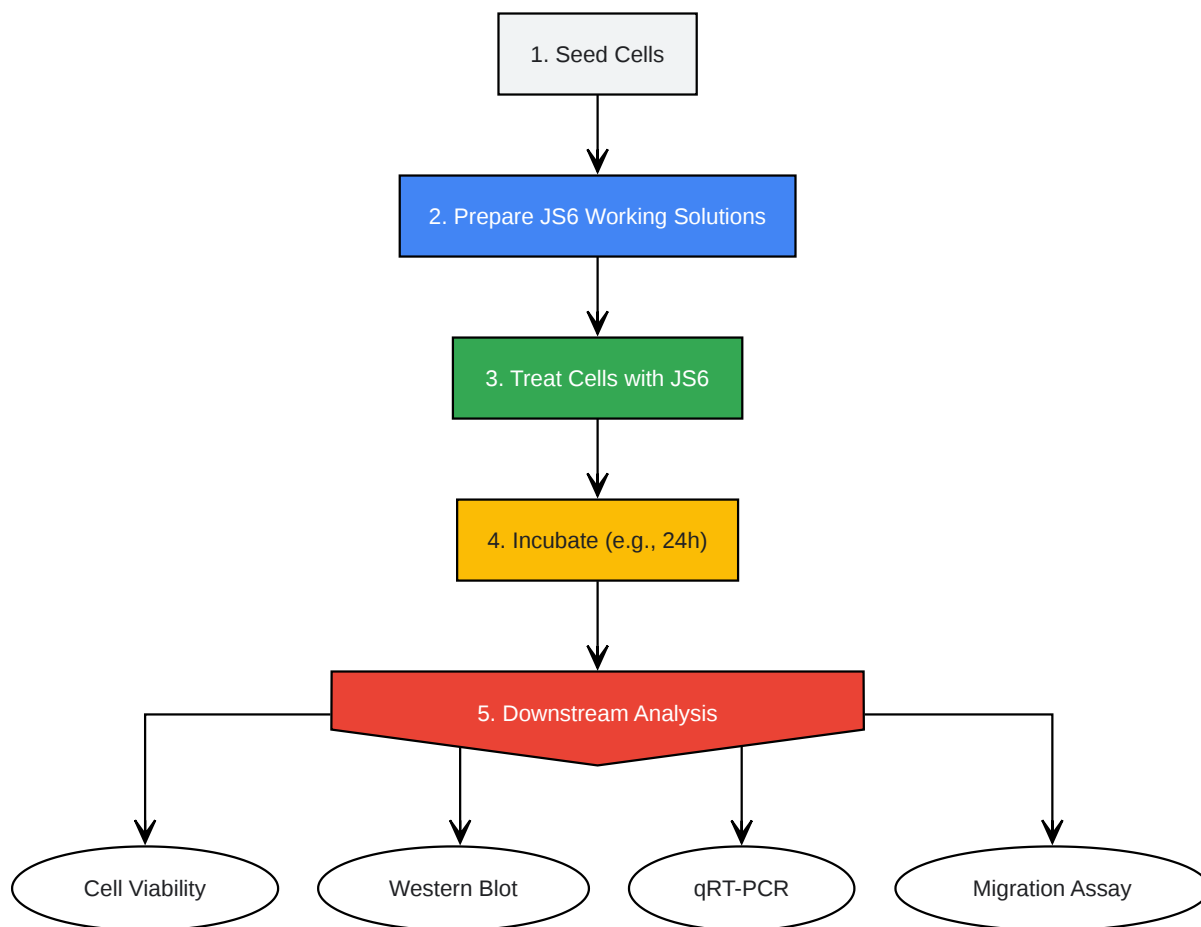 1. Seed Cells
2. Prepare JS6 Working Solutions
3. Treat Cells with JS6
4. Incubate (e.g., 24h)
5. Downstream Analysis
Cell Viability
Western Blot
qRT-PCR
Migration Assay